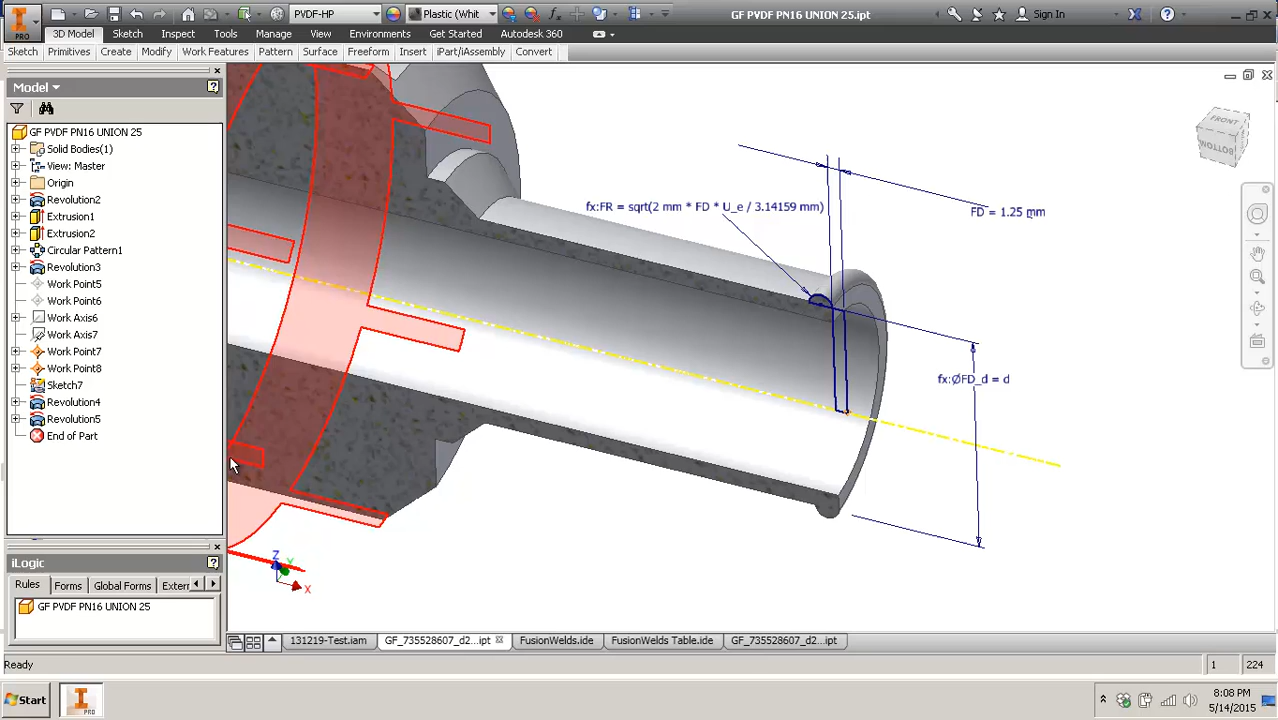 PRO
PVDF-HP
Plastic (Whit
GF PVDF PN16 UNION 25.ipt
Sign In
3D Model Sketch Inspect Tools Manage View Environments Get Started Autodesk 360
Sketch Primitives Create Modify Work Features Pattern Surface Freeform Insert iPart/iAssembly Convert
Model
GF PVDF PN16 UNION 25
Solid Bodies(1)
View: Master
Origin
Revolution2
Extrusion1
Extrusion2
Circular Pattern1
Revolution3
Work Point5
Work Point6
Work Axis6
Work Axis7
Work Point7
Work Point8
Sketch7
Revolution4
Revolution5
End of Part
iLogic
Rules Forms Global Forms Extern
GF PVDF PN16 UNION 25
fx:FR = sqrt(2 mm * FD * U_e / 3.14159 mm)
FD = 1.25 mm
fx:ØFD_d = d
FRONT
BOTTOM
Z
Y
X
131219-Test.iam GF_735528607_d2...ipt FusionWelds.ide FusionWelds Table.ide GF_735528607_d2...ipt
Ready
1 224
Start
PRO
8:08 PM
5/14/2015